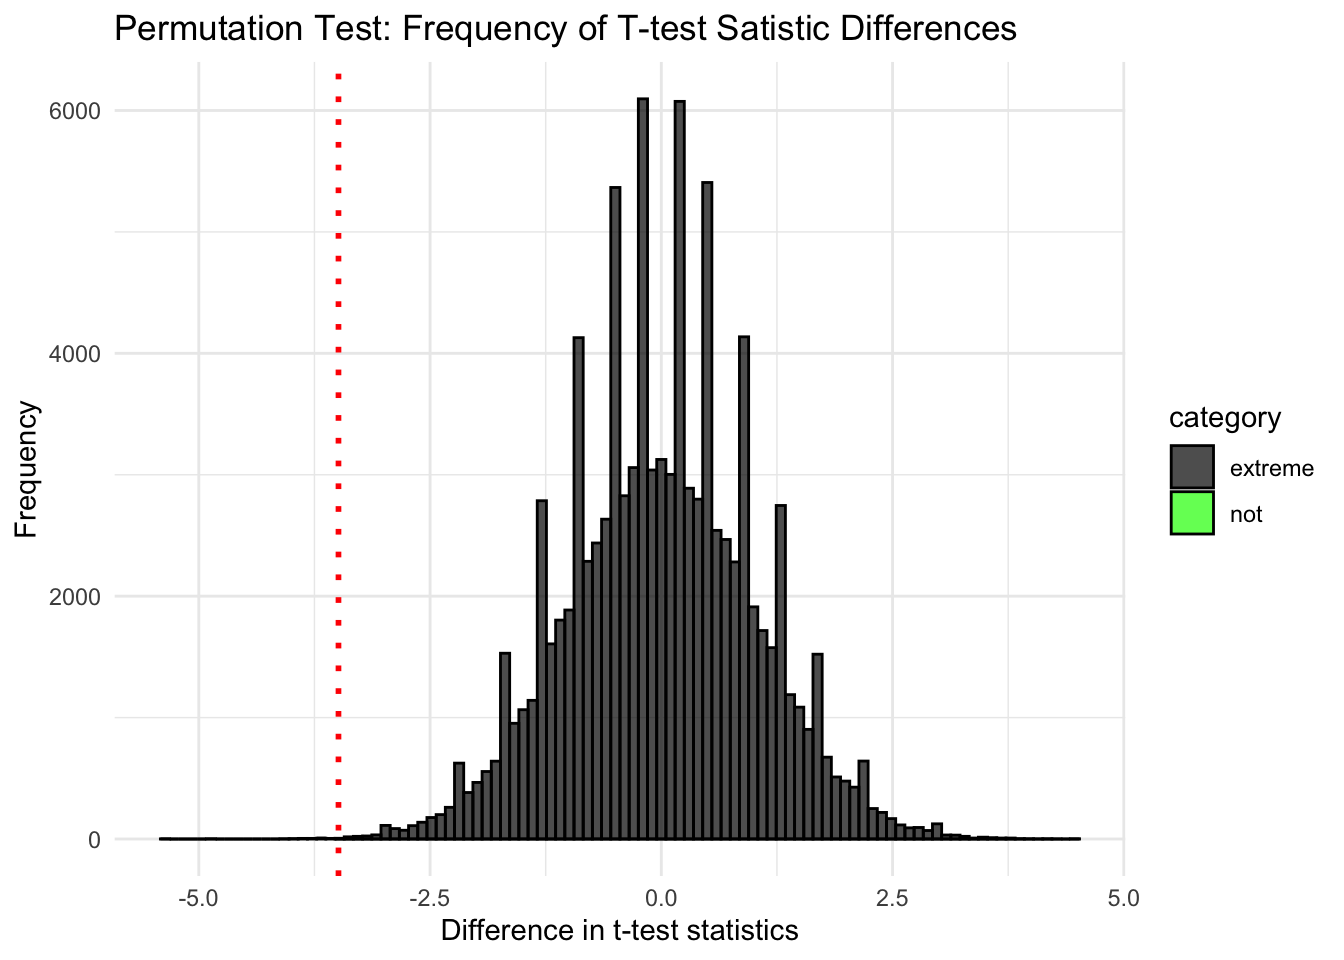 Permutation Test: Frequency of T-test Satistic Differences
Frequency
6000
4000
2000
0
-5.0
-2.5
0.0
2.5
5.0
Difference in t-test statistics
category
extreme
not